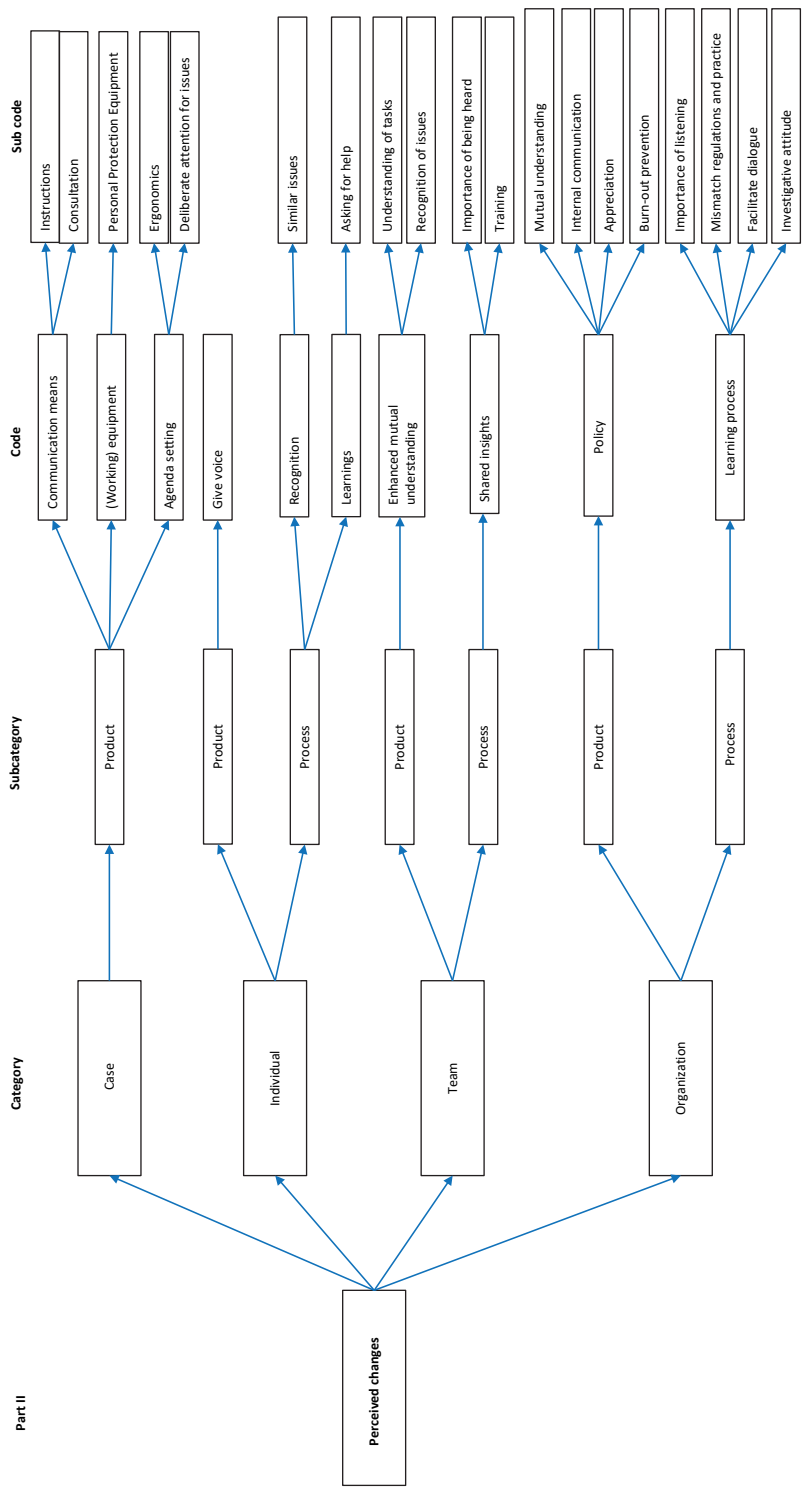 Part II
Category
Subcategory
Code
Sub code
Perceived changes
Case
Individual
Team
Organization
Product
Product
Process
Product
Process
Product
Process
Communication means
(Working) equipment
Agenda setting
Give voice
Recognition
Learnings
Enhanced mutual
understanding
Shared insights
Policy
Learning process
Instructions
Consultation
Personal Protection Equipment
Ergonomics
Deliberate attention for issues
Similar issues
Asking for help
Understanding of tasks
Recognition of issues
Importance of being heard
Training
Mutual understanding
Internal communication
Appreciation
Burn-out prevention
Importance of listening
Mismatch regulations and practice
Facilitate dialogue
Investigative attitude